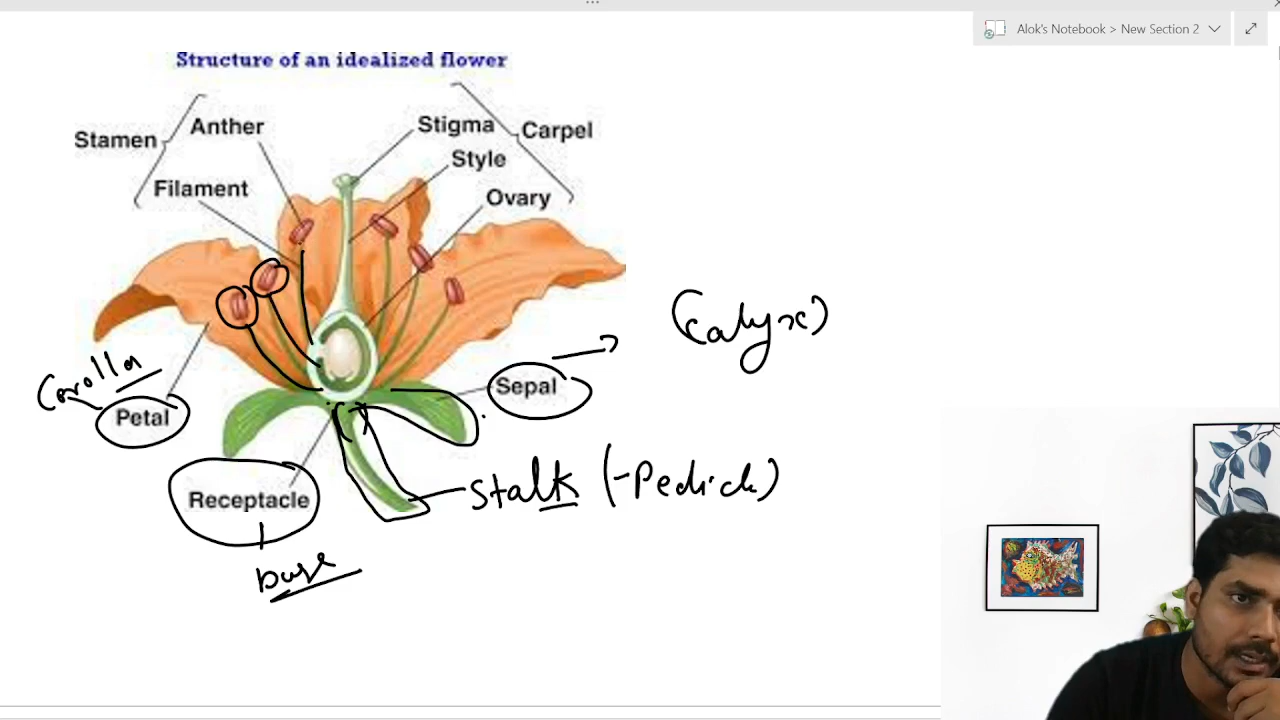 Alok's Notebook > New Section 2
Structure of an idealized flower
Stamen
Anther
Filament
Stigma
Carpel
Style
Ovary
(Calyx)
Corolla
Petal
Sepal
Receptacle
Stalk (-Pedicle)
base